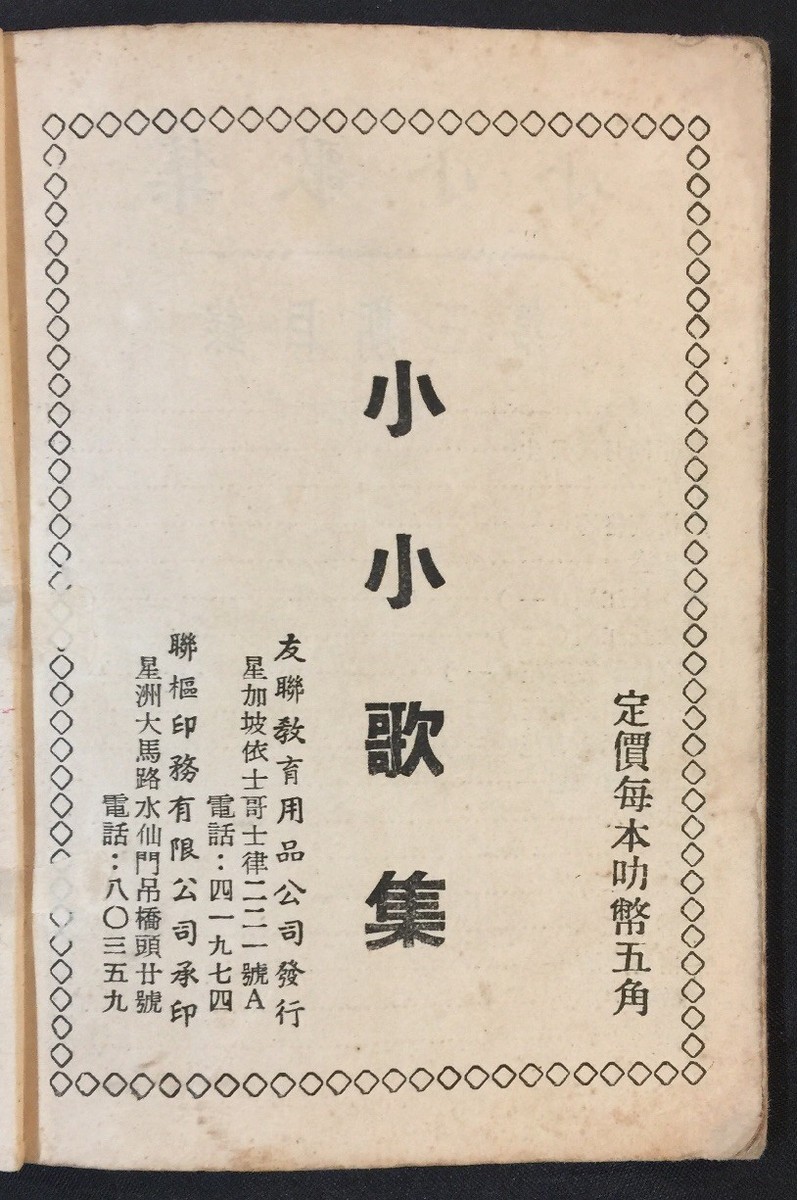 定價每本叻幣五角
小小歌集
友聯教育用品公司發行
星加坡依士哥士律二二一號A
電話：四一九七四
聯樞印務有限公司承印
星洲大馬路水仙門吊橋頭廿號
電話：八〇三五九